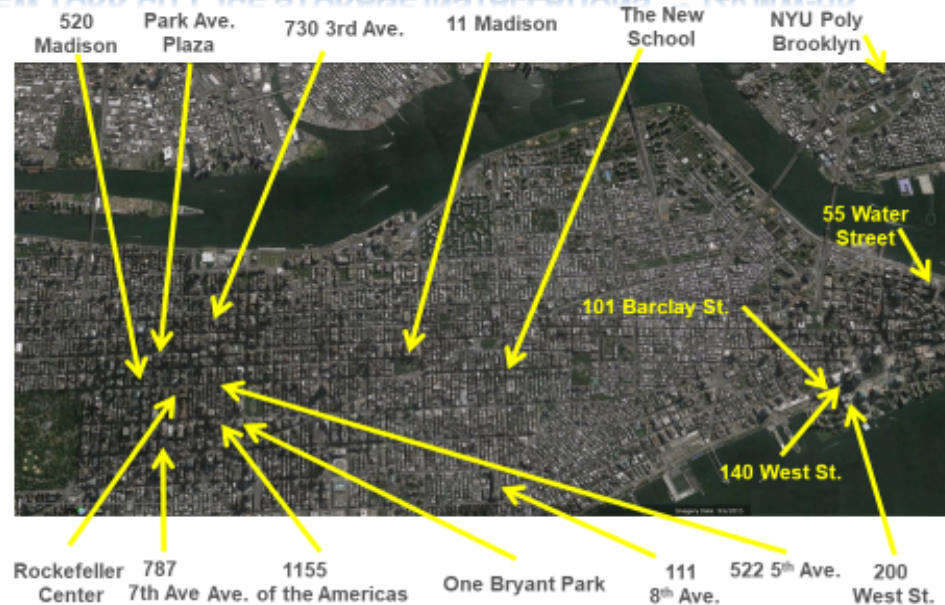 520
Madison
Park Ave.
Plaza
730 3rd Ave.
11 Madison
The New
School
NYU Poly
Brooklyn
55 Water
Street
101 Barclay St.
140 West St.
Rockefeller
Center
787
7th Ave
1155
Ave. of the Americas
One Bryant Park
111
8th Ave.
522 5th Ave.
200
West St.